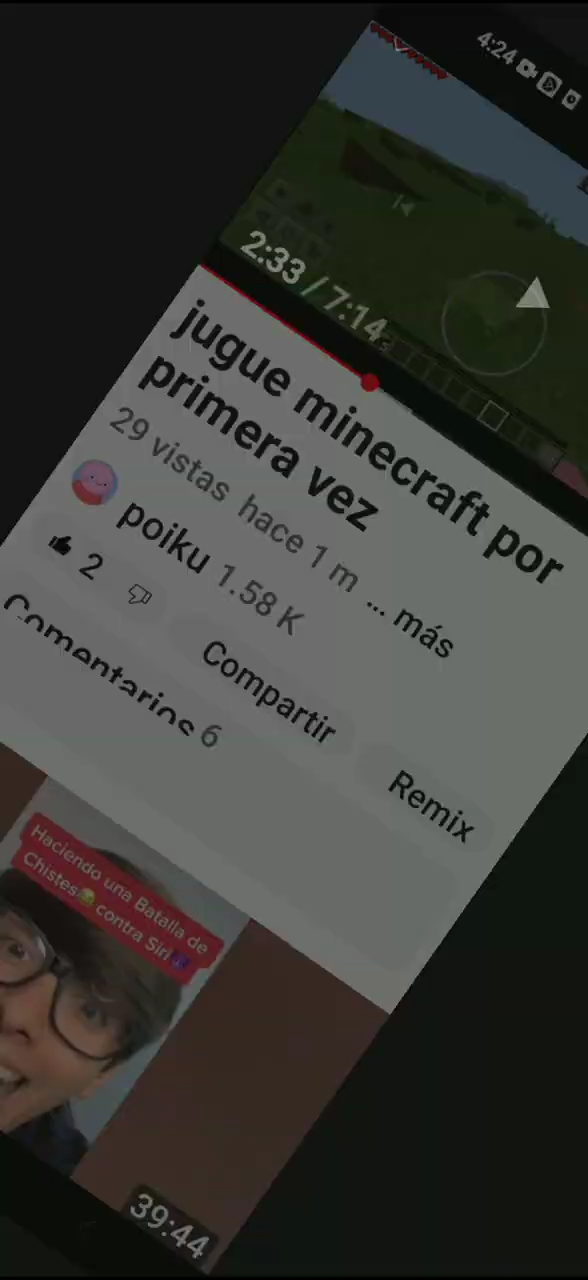 4:24
2:33 / 7:14
jugue minecraft por
primera vez
29 vistas hace 1 m ... más
poiku 1.58 K
2
Compartir
Remix
Comentarios 6
Haciendo una Batalla de
Chistes😂 contra Siri😈
39:44